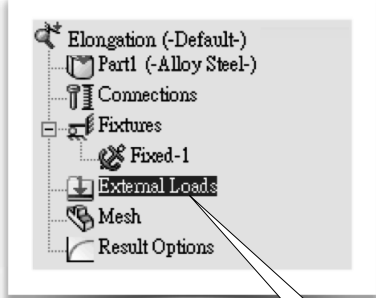 Elongation (-Default-)
Part1 (-Alloy Steel-)
Connections
Fixtures
Fixed-1
External Loads
Mesh
Result Options